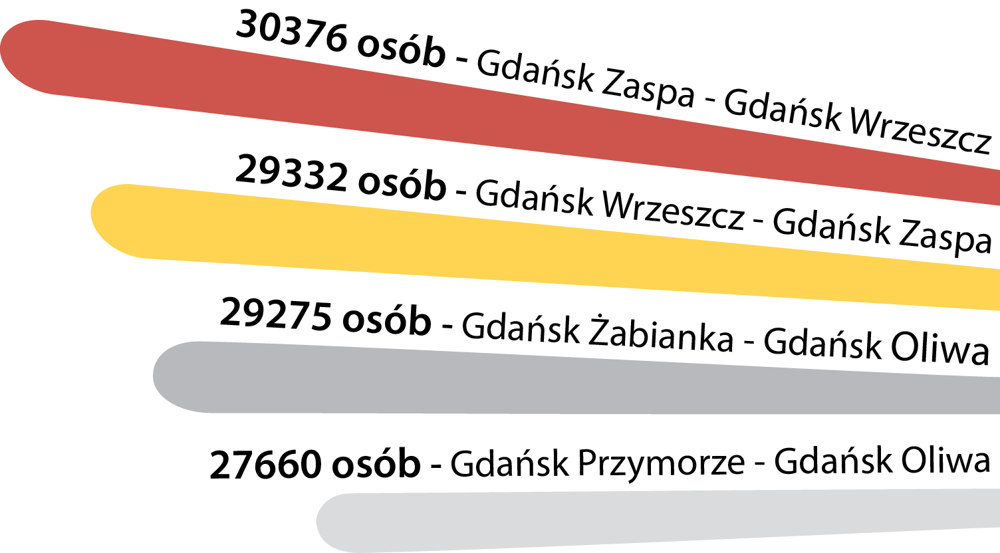 30376 osób - Gdańsk Zaspa - Gdańsk Wrzeszcz
29332 osób - Gdańsk Wrzeszcz - Gdańsk Zaspa
29275 osób - Gdańsk Żabianka - Gdańsk Oliwa
27660 osób - Gdańsk Przymorze - Gdańsk Oliwa